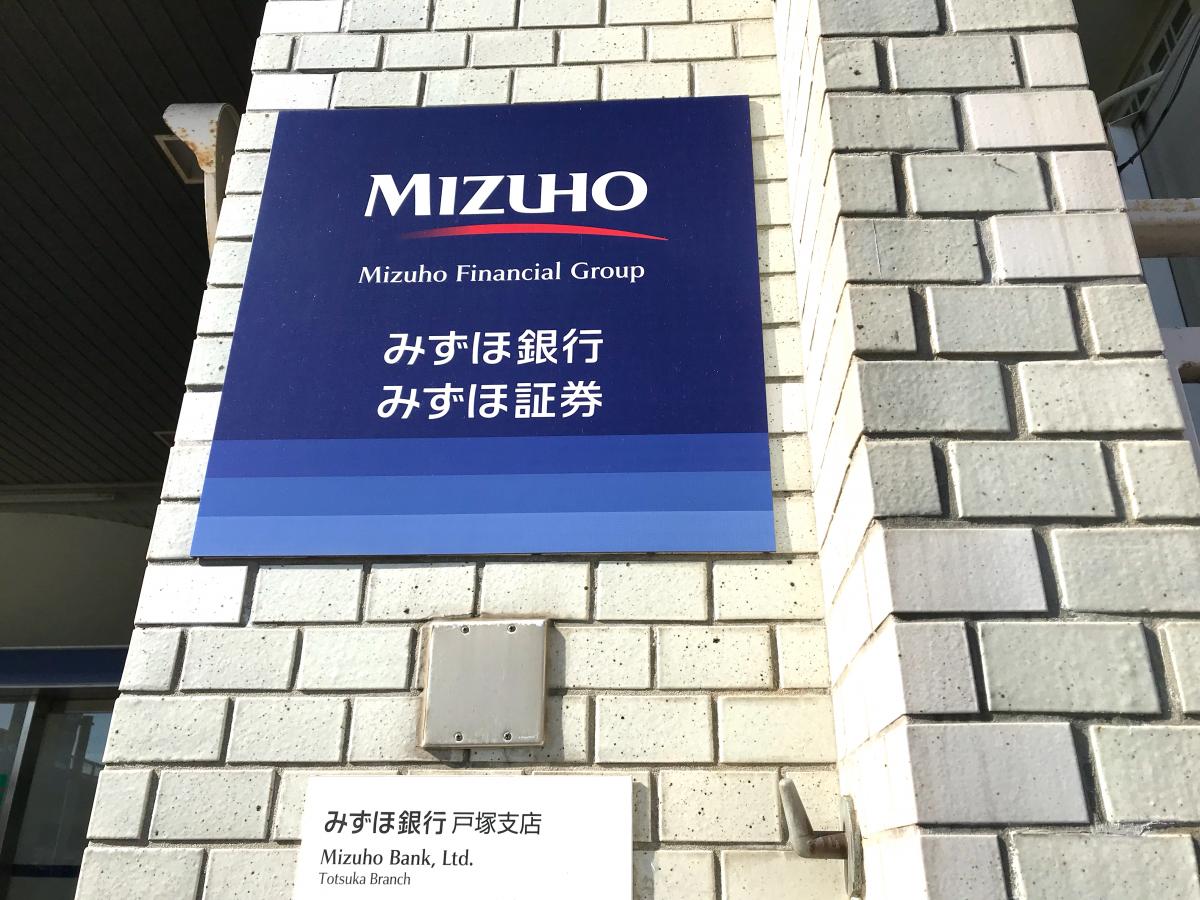 MIZUHO
Mizuho Financial Group
みずほ銀行
みずほ証券
みずほ銀行 戸塚支店
Mizuho Bank, Ltd.
Totsuka Branch